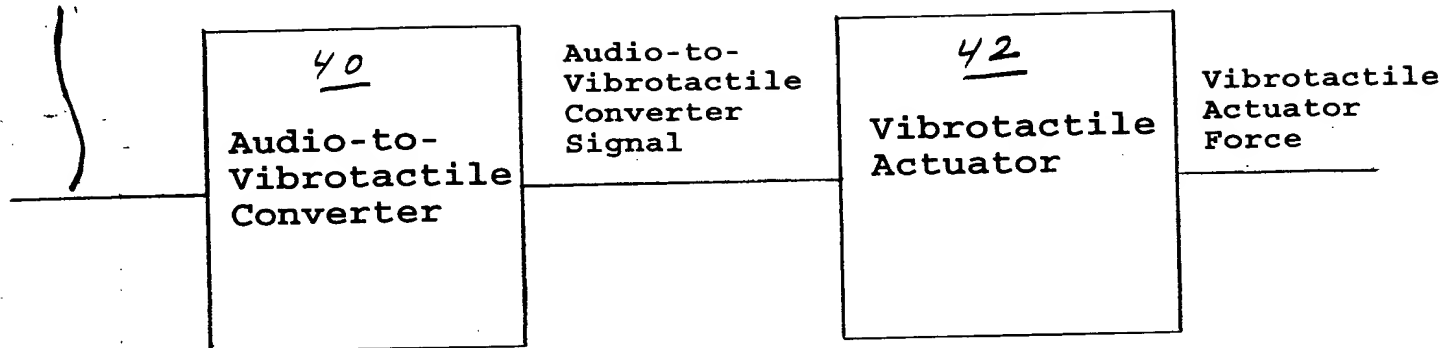 40
Audio-to-
Vibrotactile
Converter
Audio-to-
Vibrotactile
Converter
Signal
42
Vibrotactile
Actuator
Vibrotactile
Actuator
Force